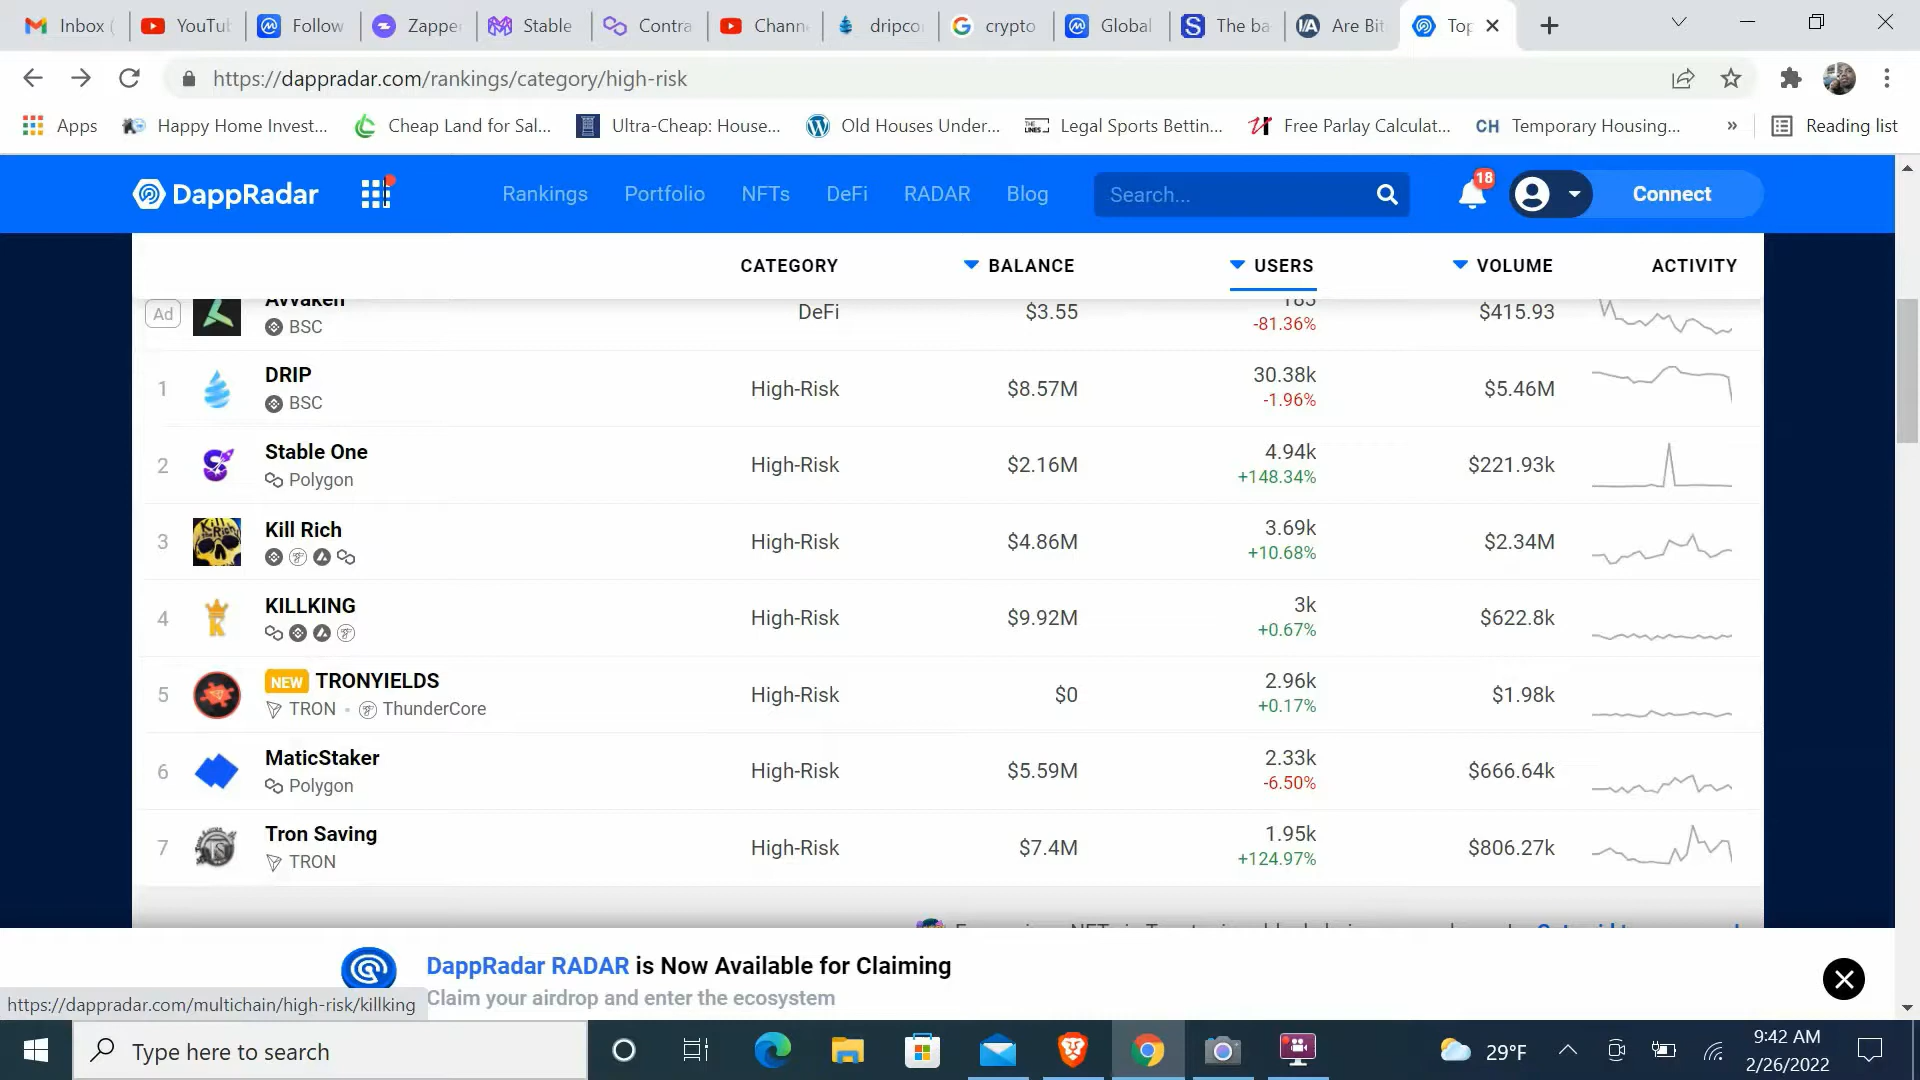 Inbox (
YouTu
Follow
Zappe
Stable
Contra
Chann
dripco
crypto
Global
The ba
Are Bit
Top
https://dappradar.com/rankings/category/high-risk
Apps
Happy Home Invest...
Cheap Land for Sal...
Ultra-Cheap: House...
Old Houses Under...
Legal Sports Bettin...
Free Parlay Calculat...
CH Temporary Housing...
»
Reading list
DappRadar
Rankings
Portfolio
NFTs
DeFi
RADAR
Blog
Search...
18
Connect
CATEGORY BALANCE USERS VOLUME ACTIVITY
Ad Avvaken DeFi $3.55 183 $415.93
BSC -81.36%
1 DRIP High-Risk $8.57M 30.38k $5.46M
BSC -1.96%
2 Stable One High-Risk $2.16M 4.94k $221.93k
Polygon +148.34%
3 Kill Rich High-Risk $4.86M 3.69k $2.34M
+10.68%
4 KILLKING High-Risk $9.92M 3k $622.8k
+0.67%
5 NEW TRONYIELDS High-Risk $0 2.96k $1.98k
TRON • ThunderCore +0.17%
6 MaticStaker High-Risk $5.59M 2.33k $666.64k
Polygon -6.50%
7 Tron Saving High-Risk $7.4M 1.95k $806.27k
TRON +124.97%
DappRadar RADAR is Now Available for Claiming
Claim your airdrop and enter the ecosystem
https://dappradar.com/multichain/high-risk/killking
Type here to search
29°F
9:42 AM
2/26/2022